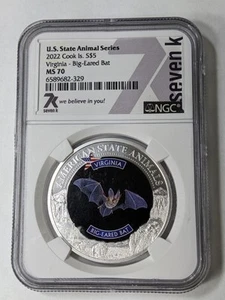 U.S. State Animal Series
2022 Cook Is. S$5
Virginia - Big-Eared Bat
MS 70
6589682-329
7K
SEVEN K
we believe in you!
seven k
NGC
AMERICAN STATE ANIMALS
VIRGINIA
BIG-EARED BAT